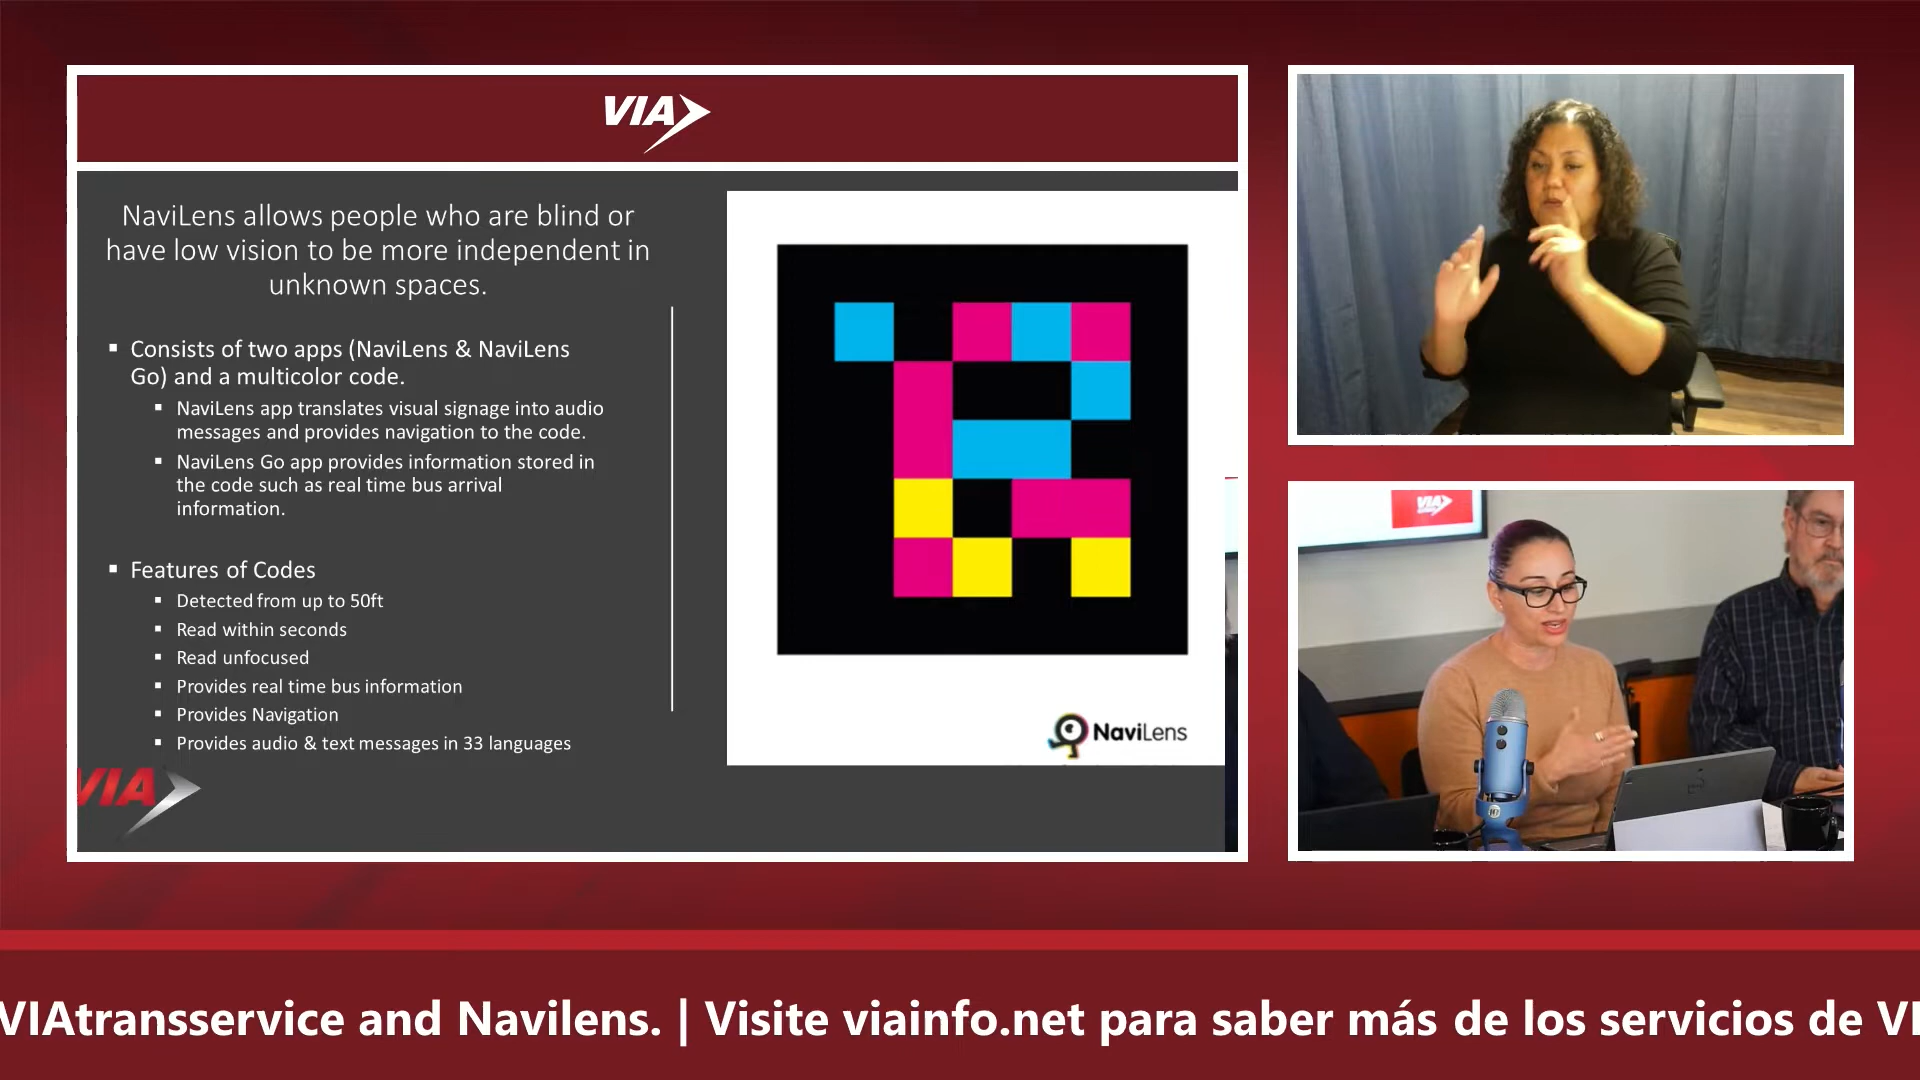 VIA
NaviLens allows people who are blind or
have low vision to be more independent in
unknown spaces.
▪ Consists of two apps (NaviLens & NaviLens
Go) and a multicolor code.
▪ NaviLens app translates visual signage into audio
messages and provides navigation to the code.
▪ NaviLens Go app provides information stored in
the code such as real time bus arrival
information.
▪ Features of Codes
▪ Detected from up to 50ft
▪ Read within seconds
▪ Read unfocused
▪ Provides real time bus information
▪ Provides Navigation
▪ Provides audio & text messages in 33 languages
NaviLens
VIA
VIA
VIAtransservice and Navilens. | Visite viainfo.net para saber más de los servicios de VI